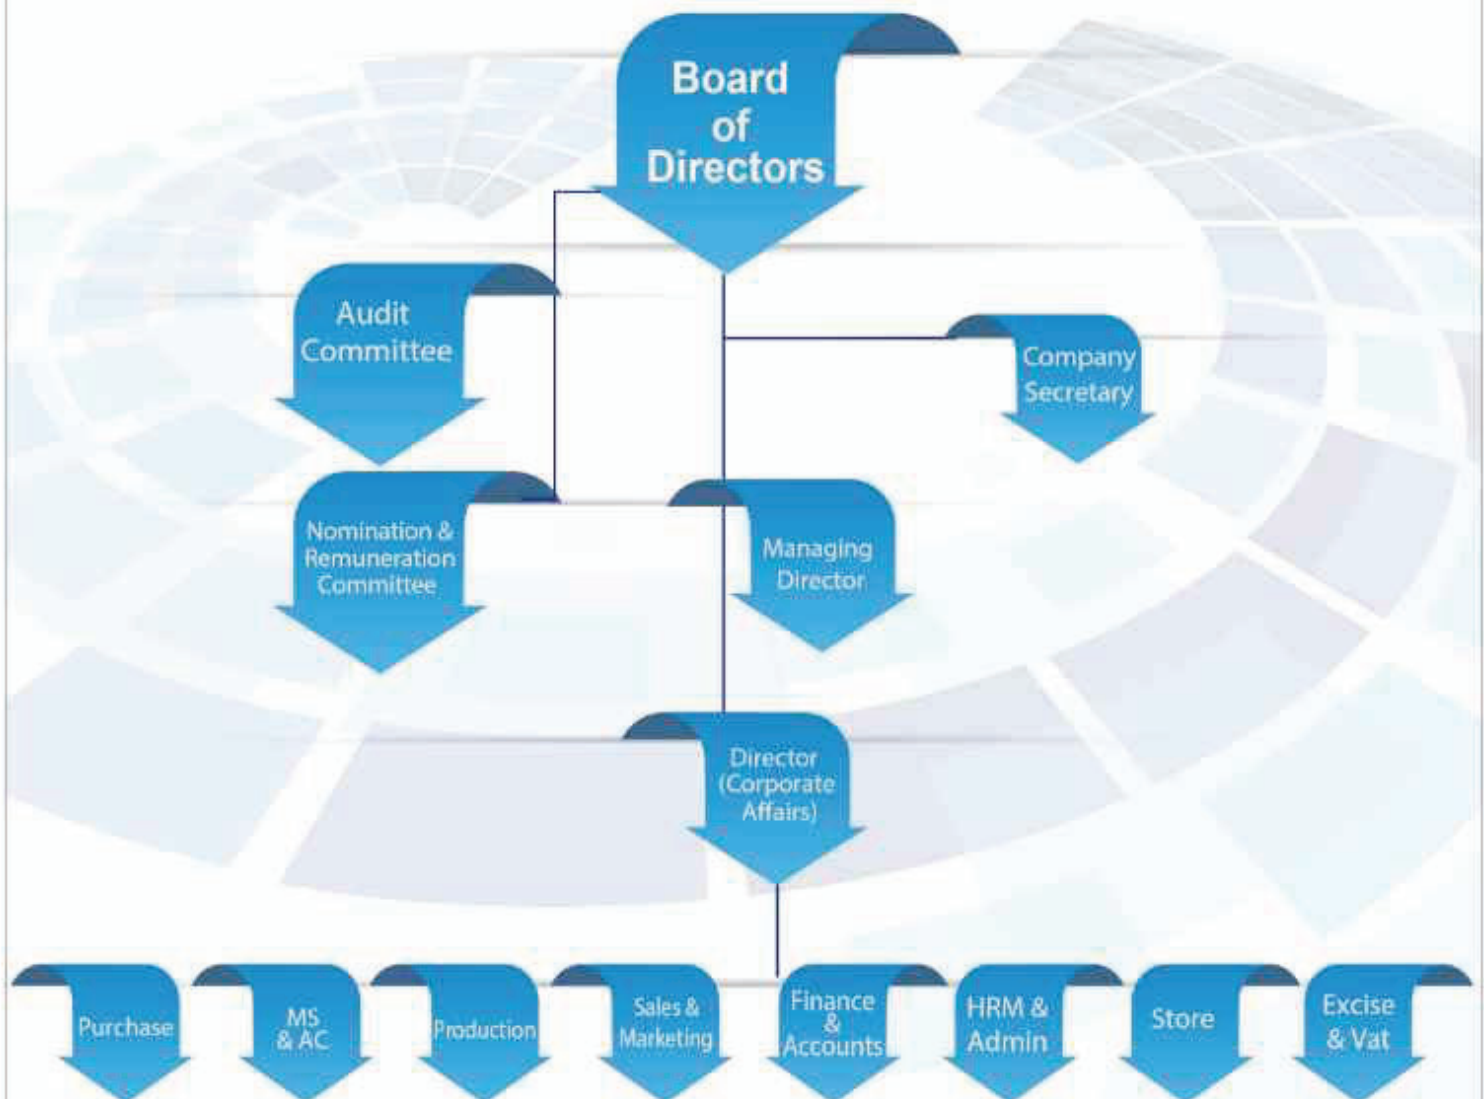 Board
of
Directors
Audit
Committee
Company
Secretary
Nomination &
Remuneration
Committee
Managing
Director
Director
(Corporate
Affairs)
Purchase
MS
& AC
Production
Sales &
Marketing
Finance
&
Accounts
HRM &
Admin
Store
Excise
& Vat